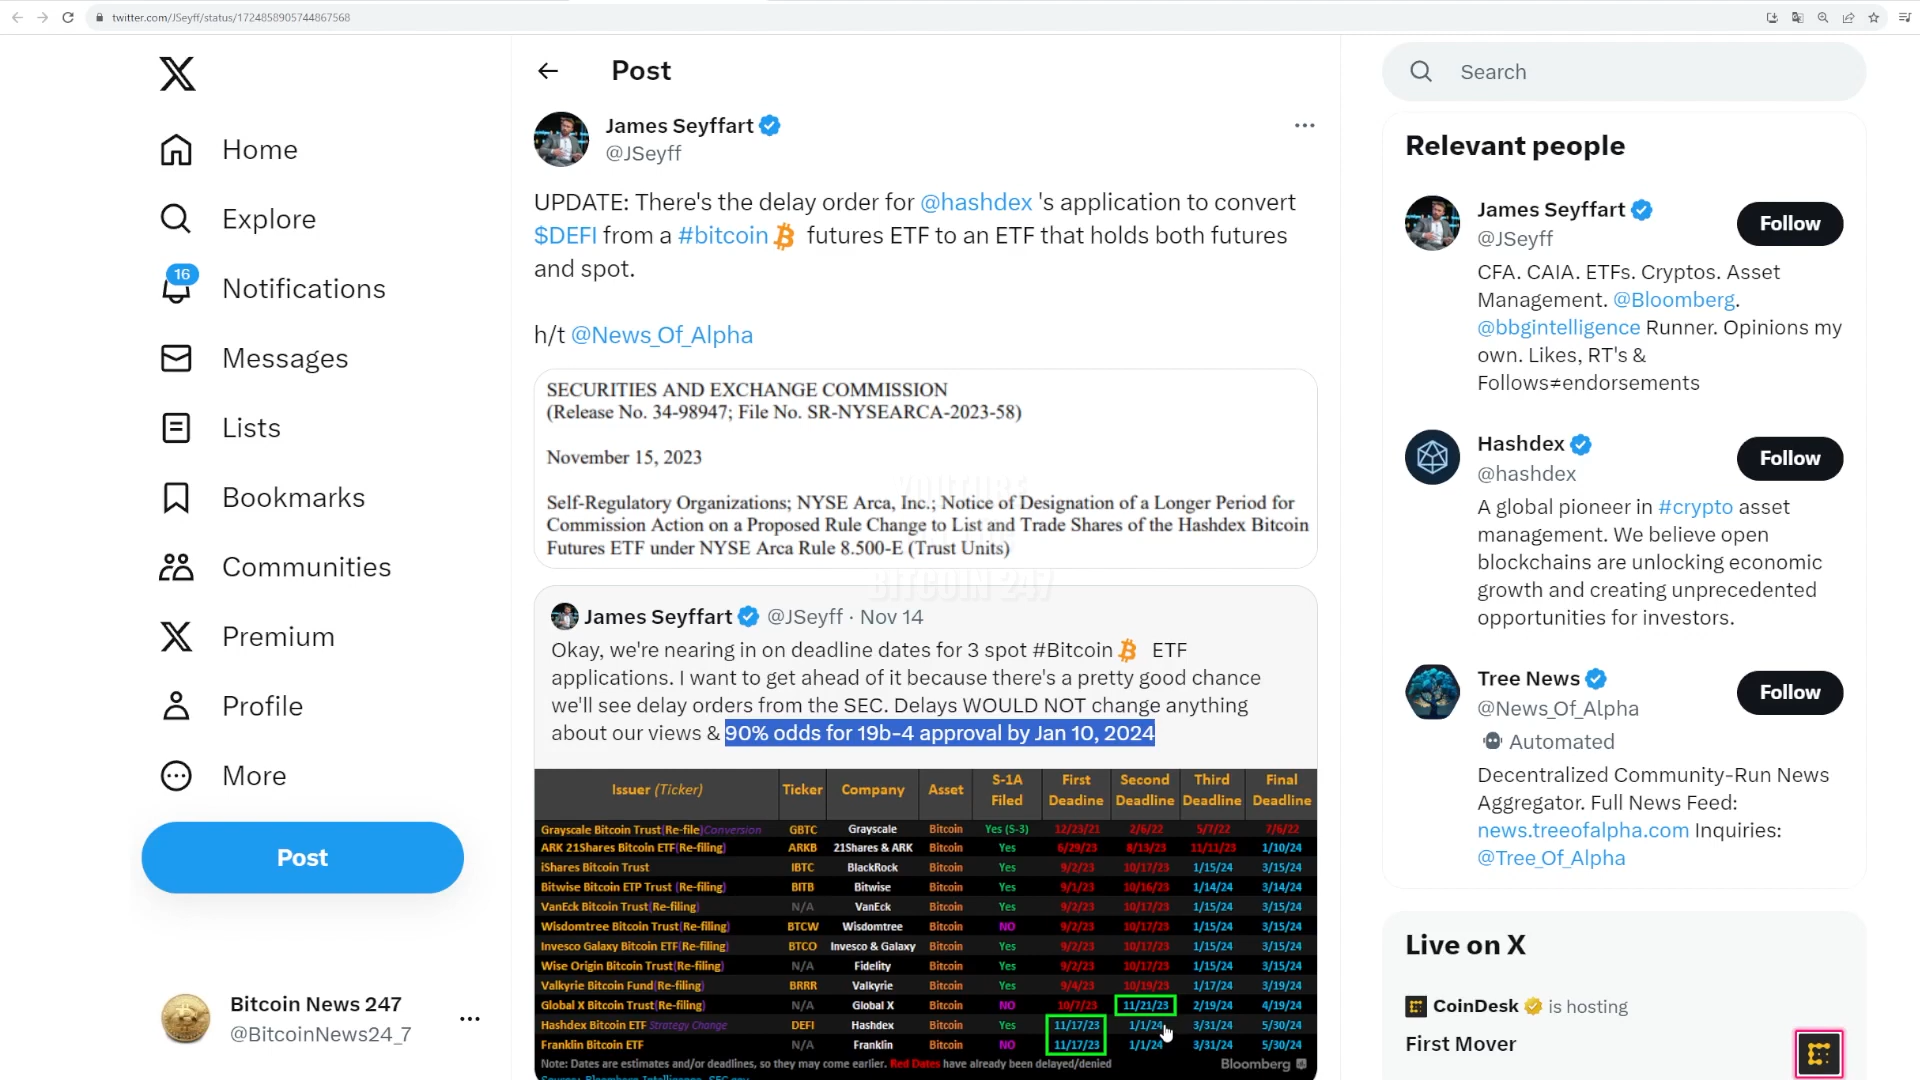 twitter.com/JSeyff/status/1724858905744867568
Post
Search
James Seyffart
@JSeyff
UPDATE: There's the delay order for @hashdex 's application to convert
$DEFI from a #bitcoin futures ETF to an ETF that holds both futures
and spot.
h/t @News_Of_Alpha
SECURITIES AND EXCHANGE COMMISSION
(Release No. 34-98947; File No. SR-NYSEARCA-2023-58)
November 15, 2023
Self-Regulatory Organizations; NYSE Arca, Inc.; Notice of Designation of a Longer Period for
Commission Action on a Proposed Rule Change to List and Trade Shares of the Hashdex Bitcoin
Futures ETF under NYSE Arca Rule 8.500-E (Trust Units)
BITCOIN 247
James Seyffart @JSeyff · Nov 14
Okay, we're nearing in on deadline dates for 3 spot #Bitcoin ETF
applications. I want to get ahead of it because there's a pretty good chance
we'll see delay orders from the SEC. Delays WOULD NOT change anything
about our views & 90% odds for 19b-4 approval by Jan 10, 2024
Issuer (Ticker) Ticker Company Asset S-1A Filed First Deadline Second Deadline Third Deadline Final Deadline
Grayscale Bitcoin Trust(Re-file)Conversion GBTC Grayscale Bitcoin Yes (S-3) 12/23/21 2/6/22 5/7/22 7/6/22
ARK 21Shares Bitcoin ETF(Re-filing) ARKB 21Shares & ARK Bitcoin Yes 6/29/23 8/13/23 11/11/23 1/10/24
iShares Bitcoin Trust IBTC BlackRock Bitcoin Yes 9/2/23 10/17/23 1/15/24 3/15/24
Bitwise Bitcoin ETP Trust (Re-filing) BITB Bitwise Bitcoin Yes 9/1/23 10/16/23 1/14/24 3/14/24
VanEck Bitcoin Trust(Re-filing) N/A VanEck Bitcoin Yes 9/2/23 10/17/23 1/15/24 3/15/24
Wisdomtree Bitcoin Trust(Re-filing) BTCW Wisdomtree Bitcoin NO 9/2/23 10/17/23 1/15/24 3/15/24
Invesco Galaxy Bitcoin ETF(Re-filing) BTCO Invesco & Galaxy Bitcoin Yes 9/2/23 10/17/23 1/15/24 3/15/24
Wise Origin Bitcoin Trust(Re-filing) N/A Fidelity Bitcoin Yes 9/2/23 10/17/23 1/15/24 3/15/24
Valkyrie Bitcoin Fund(Re-filing) BRRR Valkyrie Bitcoin Yes 9/4/23 10/19/23 1/17/24 3/19/24
Global X Bitcoin Trust(Re-filing) N/A Global X Bitcoin NO 10/7/23 11/21/23 2/19/24 4/19/24
Hashdex Bitcoin ETF Strategy Change DEFI Hashdex Bitcoin Yes 11/17/23 1/1/24 3/31/24 5/30/24
Franklin Bitcoin ETF N/A Franklin Bitcoin NO 11/17/23 1/1/24 3/31/24 5/30/24
Note: Dates are estimates and/or deadlines, so they may come earlier. Red Dates have already been delayed/denied
Bloomberg
Home
Explore
16
Notifications
Messages
Lists
Bookmarks
Communities
Premium
Profile
More
Post
Bitcoin News 247
@BitcoinNews24_7
Relevant people
James Seyffart
@JSeyff
Follow
CFA. CAIA. ETFs. Cryptos. Asset
Management. @Bloomberg.
@bbgintelligence Runner. Opinions my
own. Likes, RT's &
Follows≠endorsements
Hashdex
@hashdex
Follow
A global pioneer in #crypto asset
management. We believe open
blockchains are unlocking economic
growth and creating unprecedented
opportunities for investors.
Tree News
@News_Of_Alpha
Follow
Automated
Decentralized Community-Run News
Aggregator. Full News Feed:
news.treeofalpha.com Inquiries:
@Tree_Of_Alpha
Live on X
CoinDesk is hosting
First Mover